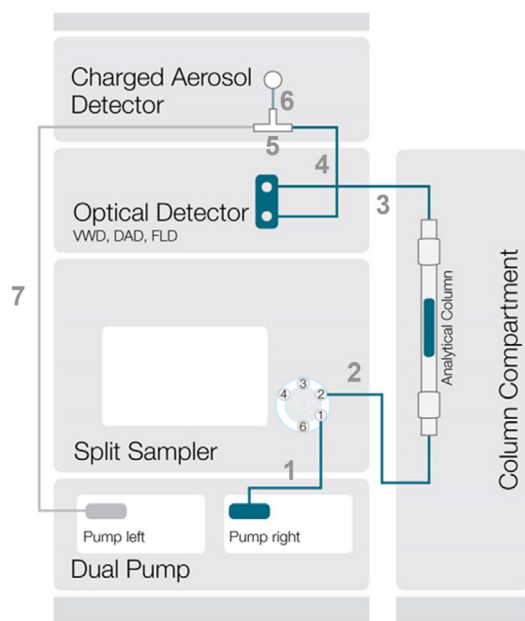 Charged Aerosol
Detector
6
5
4
3
Optical Detector
VWD, DAD, FLD
7
Analytical Column
Column Compartment
2
3
4
2
1
6
Split Sampler
1
Pump left
Pump right
Dual Pump